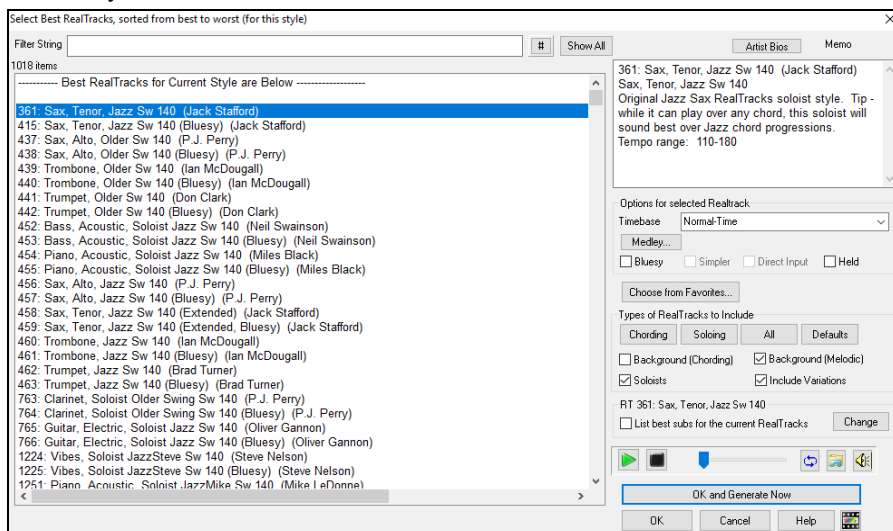 Select Best RealTracks, sorted from best to worst (for this style)
Filter String
#
Show All
Artist Bios
Memo
1018 items
----------- Best RealTracks for Current Style are Below -------------------
361: Sax, Tenor, Jazz Sw 140 (Jack Stafford)
415: Sax, Tenor, Jazz Sw 140 (Bluesy) (Jack Stafford)
437: Sax, Alto, Older Sw 140 (P.J. Perry)
438: Sax, Alto, Older Sw 140 (Bluesy) (P.J. Perry)
439: Trombone, Older Sw 140 (Ian McDougall)
440: Trombone, Older Sw 140 (Bluesy) (Ian McDougall)
441: Trumpet, Older Sw 140 (Don Clark)
442: Trumpet, Older Sw 140 (Bluesy) (Don Clark)
452: Bass, Acoustic, Soloist Jazz Sw 140 (Neil Swainson)
453: Bass, Acoustic, Soloist Jazz Sw 140 (Bluesy) (Neil Swainson)
454: Piano, Acoustic, Soloist Jazz Sw 140 (Miles Black)
455: Piano, Acoustic, Soloist Jazz Sw 140 (Bluesy) (Miles Black)
456: Sax, Alto, Jazz Sw 140 (P.J. Perry)
457: Sax, Alto, Jazz Sw 140 (Bluesy) (P.J. Perry)
458: Sax, Tenor, Jazz Sw 140 (Extended) (Jack Stafford)
459: Sax, Tenor, Jazz Sw 140 (Extended, Bluesy) (Jack Stafford)
460: Trombone, Jazz Sw 140 (Ian McDougall)
461: Trombone, Jazz Sw 140 (Bluesy) (Ian McDougall)
462: Trumpet, Jazz Sw 140 (Brad Turner)
463: Trumpet, Jazz Sw 140 (Bluesy) (Brad Turner)
763: Clarinet, Soloist Older Swing Sw 140 (P.J. Perry)
764: Clarinet, Soloist Older Swing Sw 140 (Bluesy) (P.J. Perry)
765: Guitar, Electric, Soloist Jazz Sw 140 (Oliver Gannon)
766: Guitar, Electric, Soloist Jazz Sw 140 (Bluesy) (Oliver Gannon)
1224: Vibes, Soloist JazzSteve Sw 140 (Steve Nelson)
1225: Vibes, Soloist JazzSteve Sw 140 (Bluesy) (Steve Nelson)
1251: Piano, Acoustic, Soloist JazzMike Sw 140 (Mike LeDonne)
361: Sax, Tenor, Jazz Sw 140 (Jack Stafford)
Sax, Tenor, Jazz Sw 140
Original Jazz Sax RealTracks soloist style. Tip -
while it can play over any chord, this soloist will
sound best over Jazz chord progressions.
Tempo range: 110-180
Options for selected Realtrack
Timebase Normal-Time
Medley...
Bluesy Simpler Direct Input Held
Choose from Favorites...
Types of RealTracks to Include
Chording Soloing All Defaults
Background (Chording) Background (Melodic)
Soloists Include Variations
RT 361: Sax, Tenor, Jazz Sw 140
List best subs for the current RealTracks Change
OK and Generate Now
OK Cancel Help